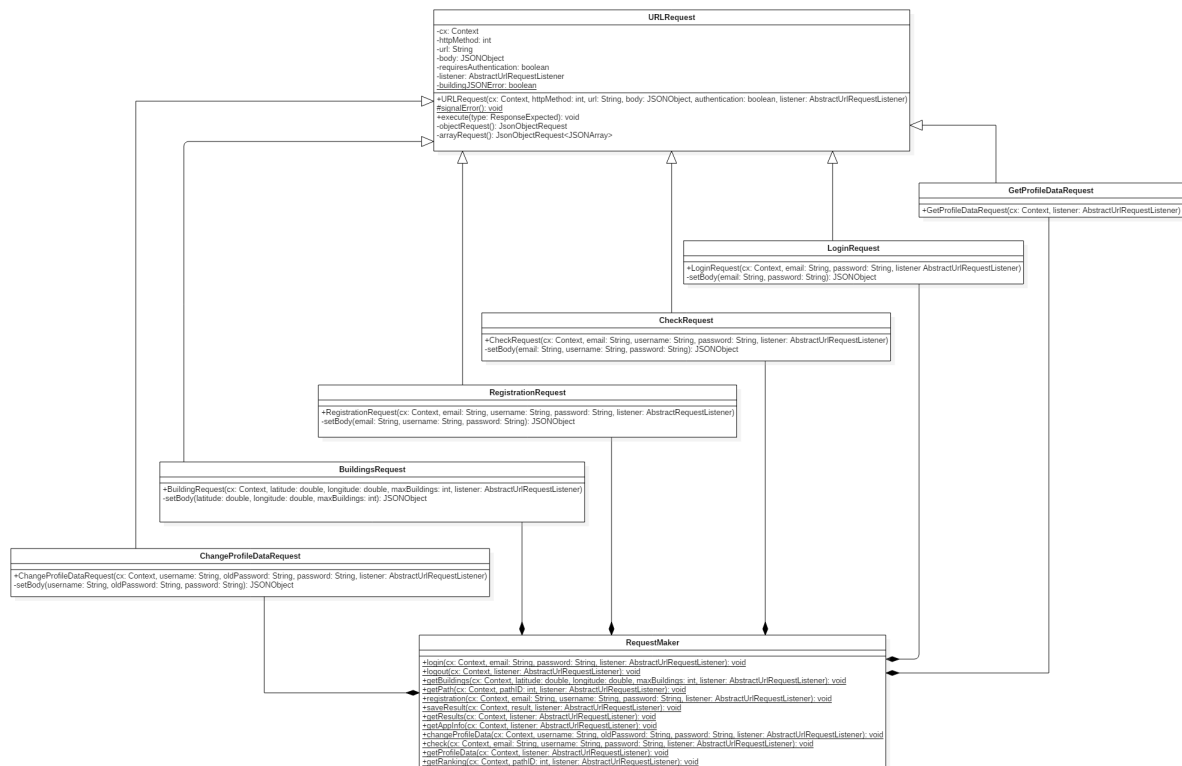 URLRequest
-cx: Context
-httpMethod: int
-url: String
-body: JSONObject
-requiresAuthentication: boolean
-listener: AbstractUrlRequestListener
-buildingJSONError: boolean
+URLRequest(cx: Context, httpMethod: int, url: String, body: JSONObject, authentication: boolean, listener: AbstractUrlRequestListener)
#signalError(): void
+execute(type: ResponseExpected): void
-objectRequest(): JsonObjectRequest
-arrayRequest(): JsonObjectRequest<JSONArray>
GetProfileDataRequest
+GetProfileDataRequest(cx: Context, listener: AbstractUrlRequestListener)
LoginRequest
+LoginRequest(cx: Context, email: String, password: String, listener AbstractUrlRequestListener)
-setBody(email: String, password: String): JSONObject
CheckRequest
+CheckRequest(cx: Context, email: String, username: String, password: String, listener: AbstractUrlRequestListener)
-setBody(email: String, username: String, password: String): JSONObject
RegistrationRequest
+RegistrationRequest(cx: Context, email: String, username: String, password: String, listener: AbstractRequestListener)
-setBody(email: String, username: String, password: String): JSONObject
BuildingsRequest
+BuildingRequest(cx: Context, latitude: double, longitude: double, maxBuildings: int, listener: AbstractUrlRequestListener)
-setBody(latitude: double, longitude: double, maxBuildings: int): JSONObject
ChangeProfileDataRequest
+ChangeProfileDataRequest(cx: Context, username: String, oldPassword: String, password: String, listener: AbstractUrlRequestListener)
-setBody(username: String, oldPassword: String, password: String): JSONObject
RequestMaker
+login(cx: Context, email: String, password: String, listener: AbstractUrlRequestListener): void
+logout(cx: Context, listener: AbstractUrlRequestListener): void
+getBuildings(cx: Context, latitude: double, longitude: double, maxBuildings: int, listener: AbstractUrlRequestListener): void
+getPath(cx: Context, pathID: int, listener: AbstractUrlRequestListener): void
+registration(cx: Context, email: String, username: String, password: String, listener: AbstractUrlRequestListener): void
+saveResult(cx: Context, result, listener: AbstractUrlRequestListener): void
+getResults(cx: Context, listener: AbstractUrlRequestListener): void
+getAppInfo(cx: Context, listener: AbstractUrlRequestListener): void
+changeProfileData(cx: Context, username: String, oldPassword: String, password: String, listener: AbstractUrlRequestListener): void
+check(cx: Context, email: String, username: String, password: String, listener: AbstractUrlRequestListener): void
+getProfileData(cx: Context, listener: AbstractUrlRequestListener): void
+getRanking(cx: Context, pathID: int, listener: AbstractUrlRequestListener): void